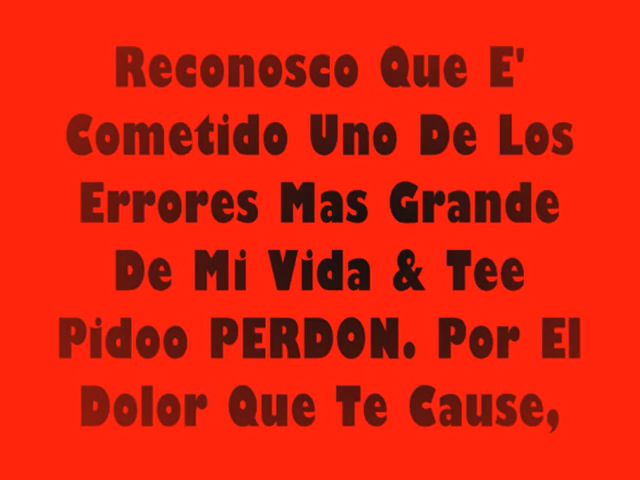 Reconosco Que E'
Cometido Uno De Los
Errores Mas Grande
De Mi Vida & Tee
Pidoo PERDON. Por El
Dolor Que Te Cause,